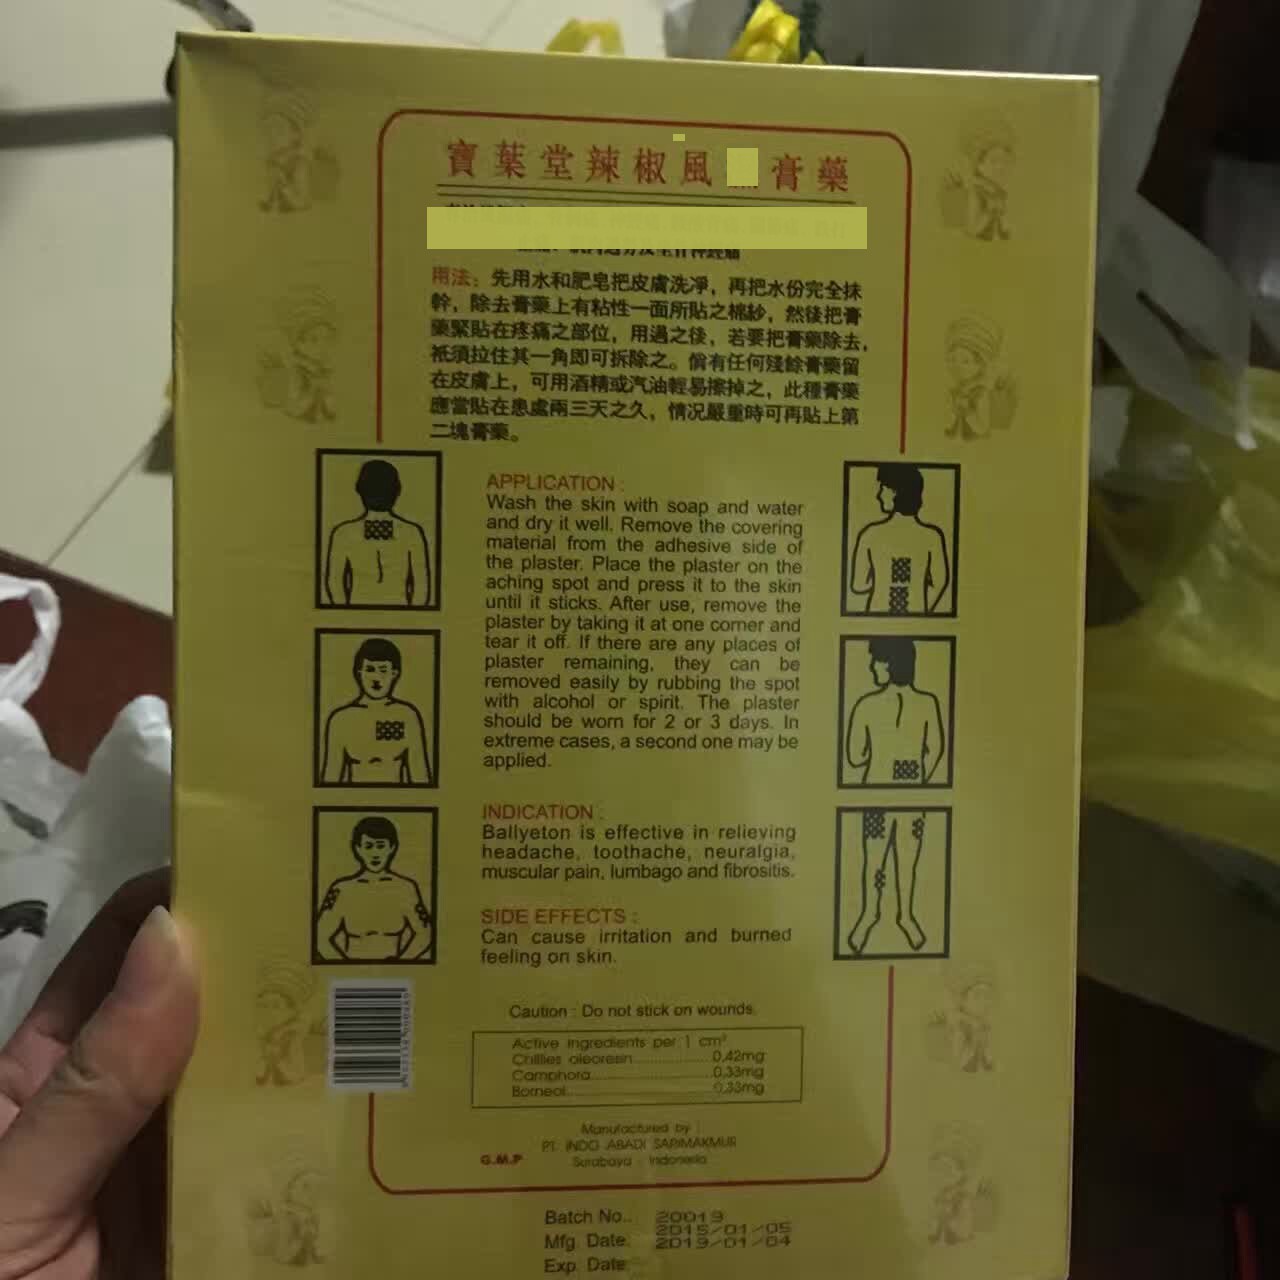 寶葉堂辣椒風 膏藥
用法：先用水和肥皂把皮膚洗凈，再把水份完全抹
幹，除去膏藥上有粘性一面所貼之棉紗，然後把膏
藥緊貼在疼痛之部位，用過之後，若要把膏藥除去，
祇須拉住其一角即可拆除之。倘有任何殘餘膏藥留
在皮膚上，可用酒精或汽油輕易擦掉之，此種膏藥
應當貼在患處兩三天之久，情况嚴重時可再貼上第
二塊膏藥。
APPLICATION :
Wash the skin with soap and water
and dry it well. Remove the covering
material from the adhesive side of
the plaster. Place the plaster on the
aching spot and press it to the skin
until it sticks. After use, remove the
plaster by taking it at one corner and
tear it off. If there are any places of
plaster remaining, they can be
removed easily by rubbing the spot
with alcohol or spirit. The plaster
should be worn for 2 or 3 days. In
extreme cases, a second one may be
applied.
INDICATION :
Ballyeton is effective in relieving
headache, toothache, neuralgia,
muscular pain, lumbago and fibrositis.
SIDE EFFECTS :
Can cause irritation and burned
feeling on skin.
Caution : Do not stick on wounds.
Active ingredients per 1 cm²
Chillies oleoresin 0,42mg
Camphora 0,33mg
Borneol 0,33mg
Manufactured by :
PT. INDO ABADI SARIMAKMUR
G.M.P Surabaya - Indonesia
Batch No.. 20019
2015/01/05
Mfg. Date. 2019/01/04
Exp. Date.